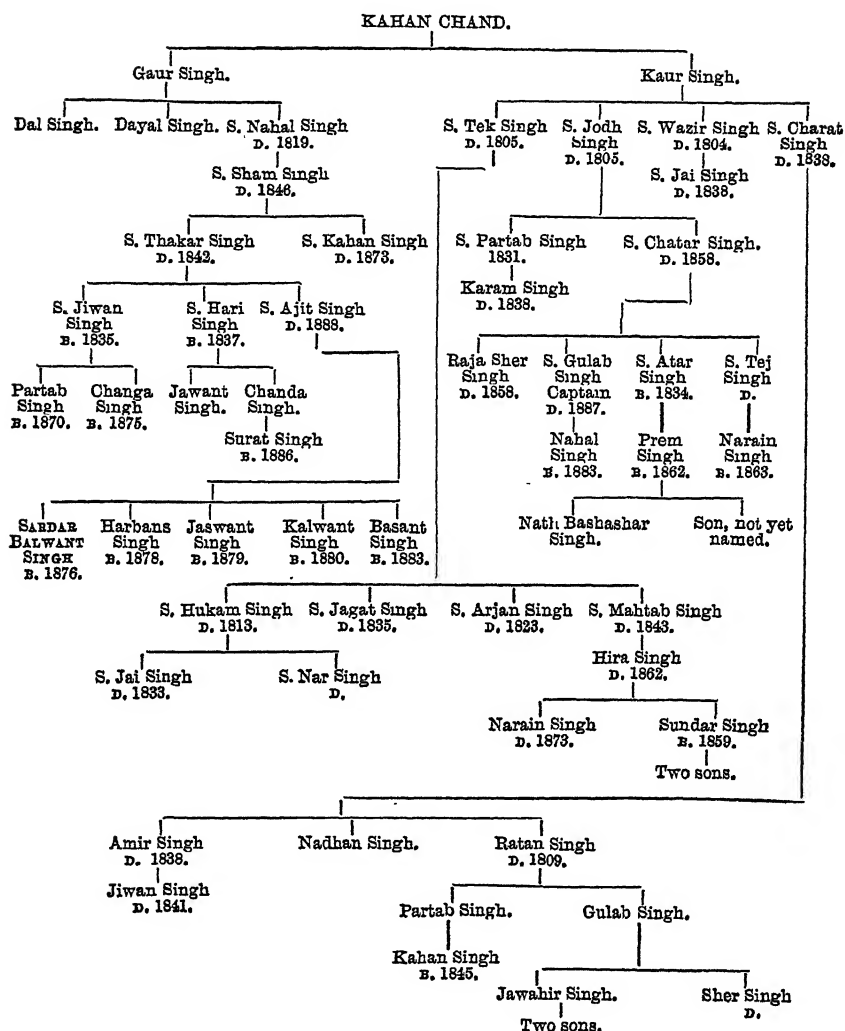 KAHAN CHAND.
Gaur Singh. Kaur Singh.
Dal Singh. Dayal Singh. S. Nahal Singh S. Tek Singh S. Jodh S. Wazir Singh S. Charat
D. 1819. D. 1805. Singh D. 1804. Singh
D. 1805. D. 1838.
S. Sham Singh S. Jai Singh
D. 1846. D. 1838.
S. Thakar Singh S. Kahan Singh S. Partab Singh S. Chatar Singh.
D. 1842. D. 1873. 1831. D. 1858.
Karam Singh
D. 1838.
S. Jiwan S. Hari S. Ajit Singh
Singh Singh D. 1888.
B. 1835. B. 1837.
Raja Sher S. Gulab S. Atar S. Tej
Singh Singh Singh Singh
D. 1858. Captain B. 1834. D.
D. 1887.
Partab Changa Jawant Chanda
Singh Singh Singh. Singh.
B. 1870. B. 1875.
Surat Singh
B. 1886.
Nahal Prem Narain
Singh Singh Singh
B. 1883. B. 1862. B. 1863.
Nath Bashashar Son, not yet
Singh. named.
SARDAR Harbans Jaswant Kalwant Basant
BALWANT Singh Singh Singh Singh
SINGH B. 1878. B. 1879. B. 1880. B. 1883.
B. 1876.
S. Hukam Singh S. Jagat Singh S. Arjan Singh S. Mahtab Singh
D. 1813. D. 1835. D. 1823. D. 1843.
S. Jai Singh S. Nar Singh Hira Singh
D. 1833. D. D. 1862.
Narain Singh Sundar Singh
D. 1873. B. 1859.
Two sons.
Amir Singh Nadhan Singh. Ratan Singh
D. 1838. D. 1809.
Jiwan Singh
D. 1841.
Partab Singh. Gulab Singh.
Kahan Singh
B. 1845.
Jawahir Singh. Sher Singh
D.
Two sons.